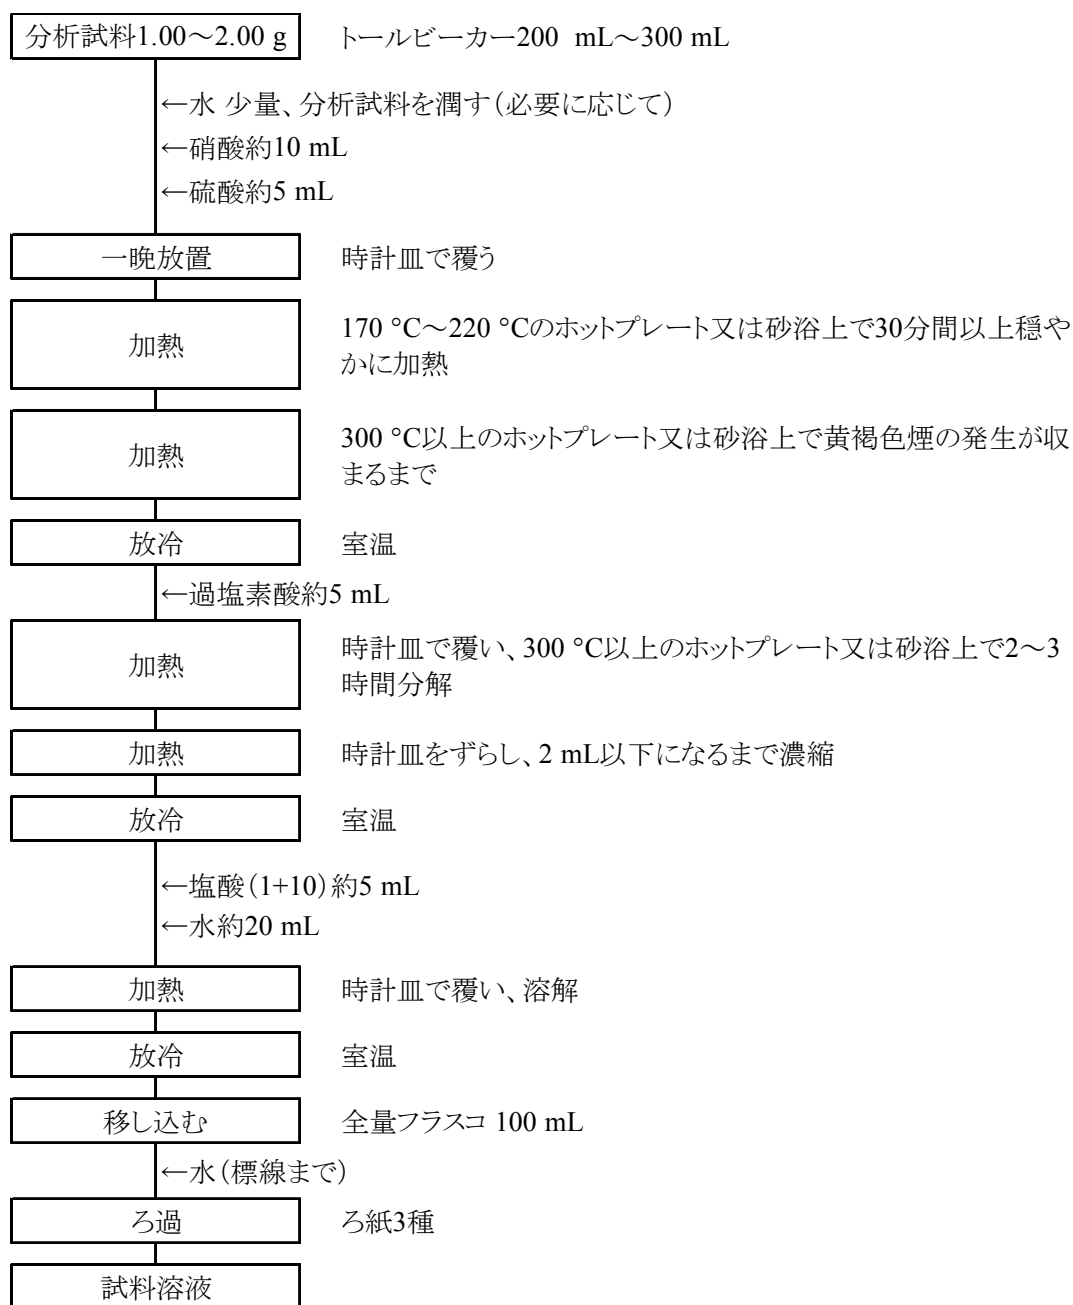 分析試料1.00～2.00 g トールビーカー200 mL～300 mL
←水 少量、分析試料を潤す（必要に応じて）
←硝酸約10 mL
←硫酸約5 mL
一晩放置 時計皿で覆う
加熱 170 °C～220 °Cのホットプレート又は砂浴上で30分間以上穏や
かに加熱
加熱 300 °C以上のホットプレート又は砂浴上で黄褐色煙の発生が収
まるまで
放冷 室温
←過塩素酸約5 mL
加熱 時計皿で覆い、300 °C以上のホットプレート又は砂浴上で2～3
時間分解
加熱 時計皿をずらし、2 mL以下になるまで濃縮
放冷 室温
←塩酸（1+10）約5 mL
←水約20 mL
加熱 時計皿で覆い、溶解
放冷 室温
移し込む 全量フラスコ 100 mL
←水（標線まで）
ろ過 ろ紙3種
試料溶液